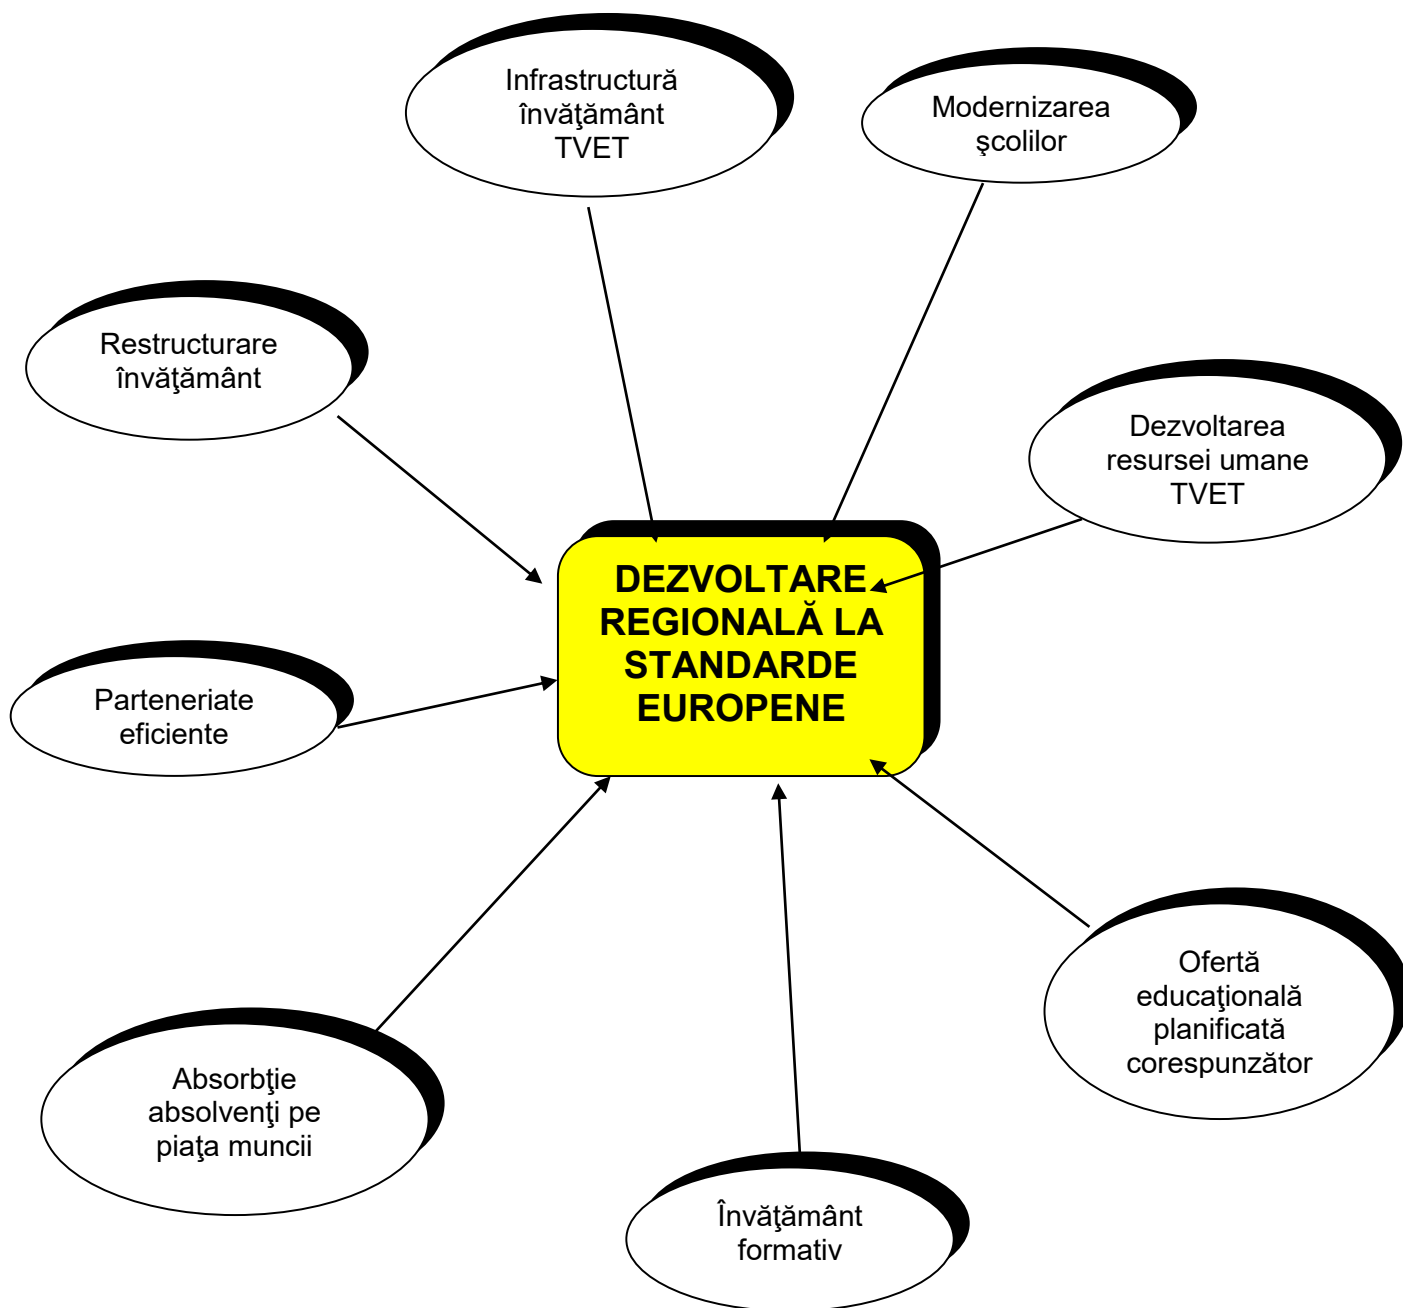 Infrastructură
învăţământ
TVET
Modernizarea
şcolilor
Restructurare
învăţământ
Dezvoltarea
resursei umane
TVET
DEZVOLTARE
REGIONALĂ LA
STANDARDE
EUROPENE
Parteneriate
eficiente
Ofertă
educaţională
planificată
corespunzător
Absorbţie
absolvenţi pe
piaţa muncii
Învăţământ
formativ